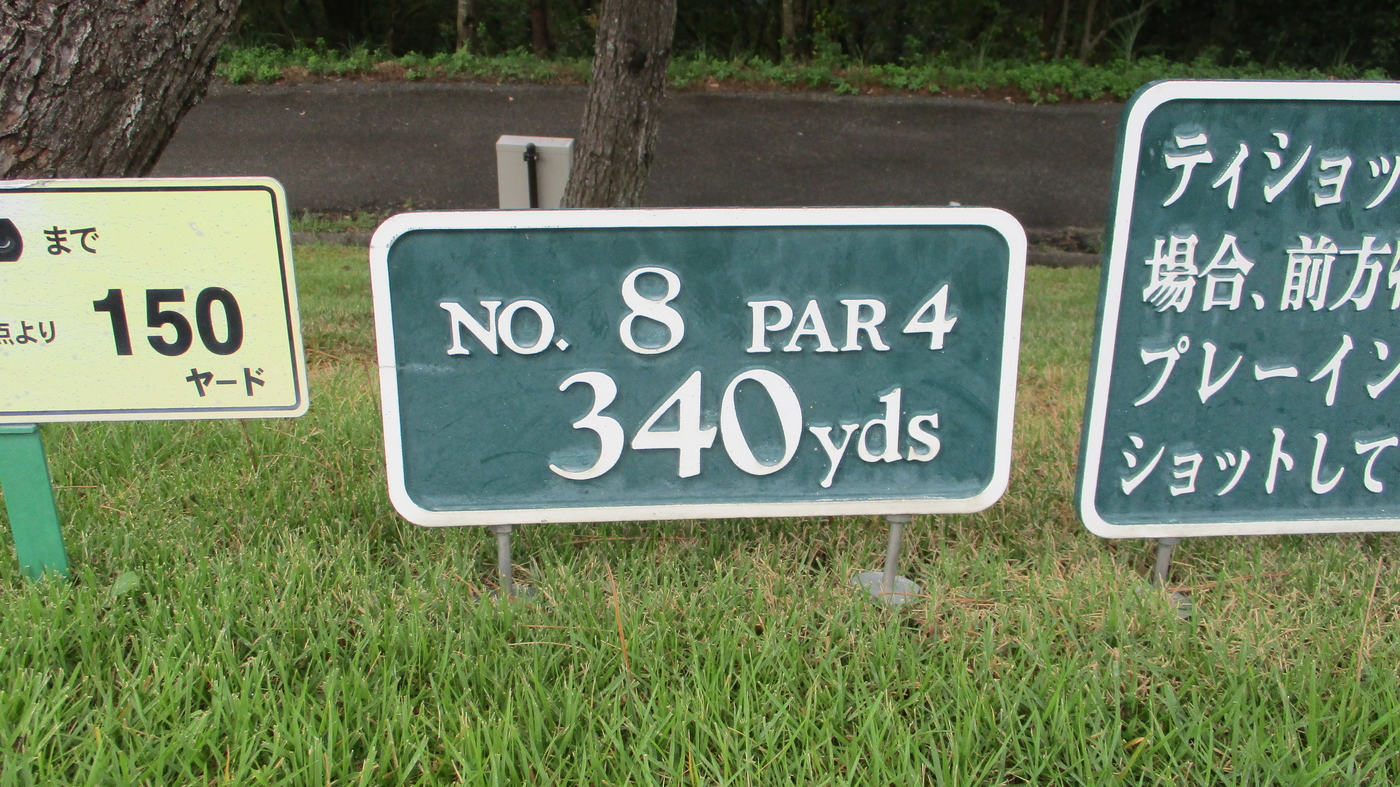 まで
点より 150
ヤード
NO. 8 PAR 4
340yds
ティショッ
場合、前方
プレーイン
ショットして